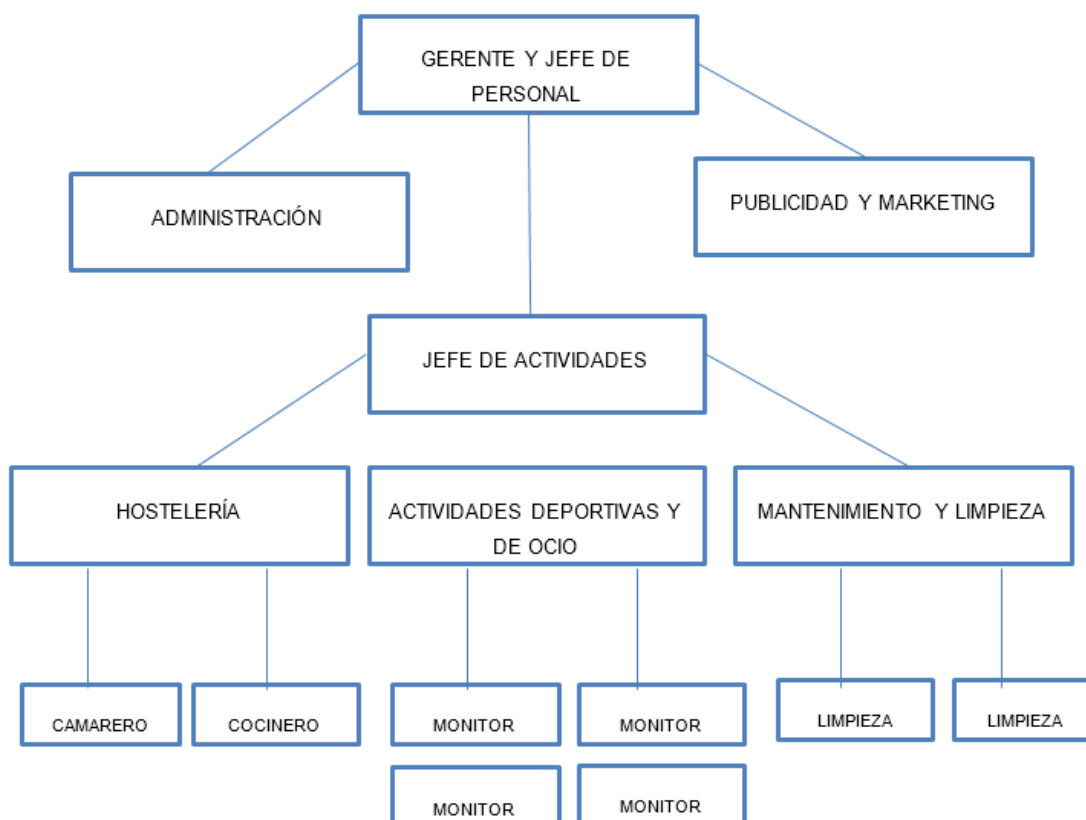 GERENTE Y JEFE DE
PERSONAL
ADMINISTRACIÓN
PUBLICIDAD Y MARKETING
JEFE DE ACTIVIDADES
HOSTELERÍA
ACTIVIDADES DEPORTIVAS Y
DE OCIO
MANTENIMIENTO Y LIMPIEZA
CAMARERO
COCINERO
MONITOR
MONITOR
LIMPIEZA
LIMPIEZA
MONITOR
MONITOR